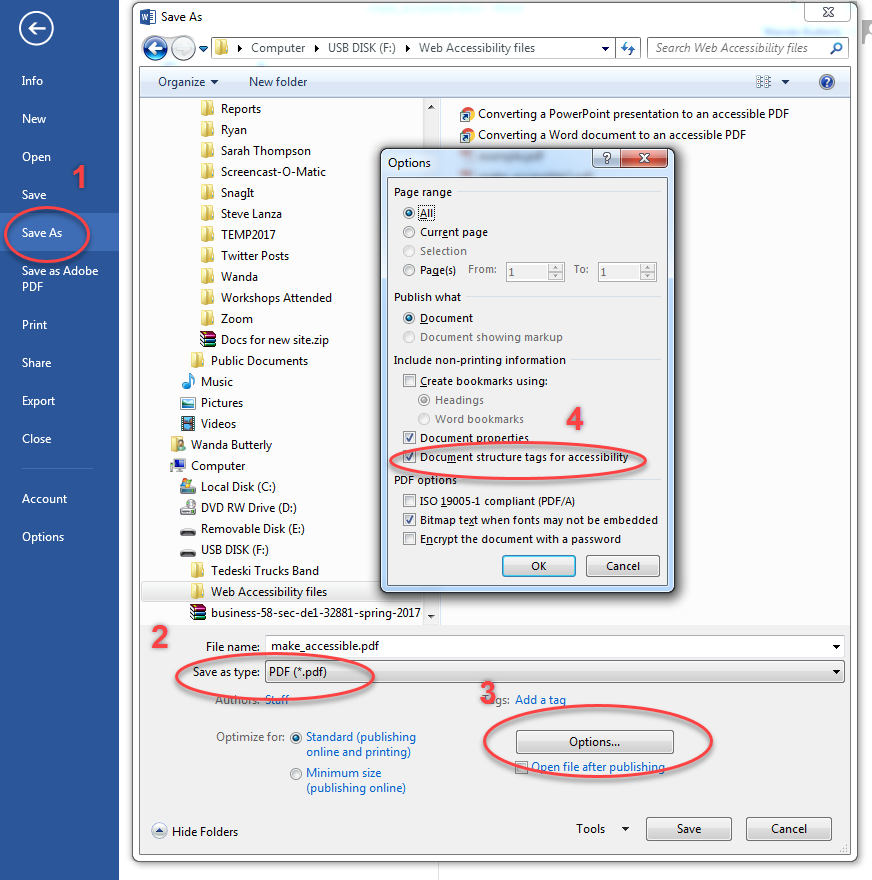 Save As
Computer
USB DISK (F:)
Web Accessibility files
Search Web Accessibility files
Organize
New folder
Info
New
Open
1
Save
Save As
Save as Adobe
PDF
Print
Share
Export
Close
Account
Options
Reports
Ryan
Sarah Thompson
Screencast-O-Matic
SnagIt
Steve Lanza
TEMP2017
Twitter Posts
Wanda
Workshops Attended
Zoom
Docs for new site.zip
Public Documents
Music
Pictures
Videos
Wanda Butterly
Computer
Local Disk (C:)
DVD RW Drive (D:)
Removable Disk (E:)
USB DISK (F:)
Tedeski Trucks Band
Web Accessibility files
business-58-sec-de1-32881-spring-2017
Converting a PowerPoint presentation to an accessible PDF
Converting a Word document to an accessible PDF
Options
?
Page range
All
Current page
Selection
Page(s) From: 1 To: 1
Publish what
Document
Document showing markup
Include non-printing information
Create bookmarks using:
Headings
Word bookmarks
4
Document properties
Document structure tags for accessibility
PDF options
ISO 19005-1 compliant (PDF/A)
Bitmap text when fonts may not be embedded
Encrypt the document with a password
OK
Cancel
2
File name: make_accessible.pdf
Save as type: PDF (*.pdf)
Authors: Staff
3
Tags: Add a tag
Optimize for: Standard (publishing
online and printing)
Minimum size
(publishing online)
Options...
Open file after publishing
Hide Folders
Tools
Save
Cancel